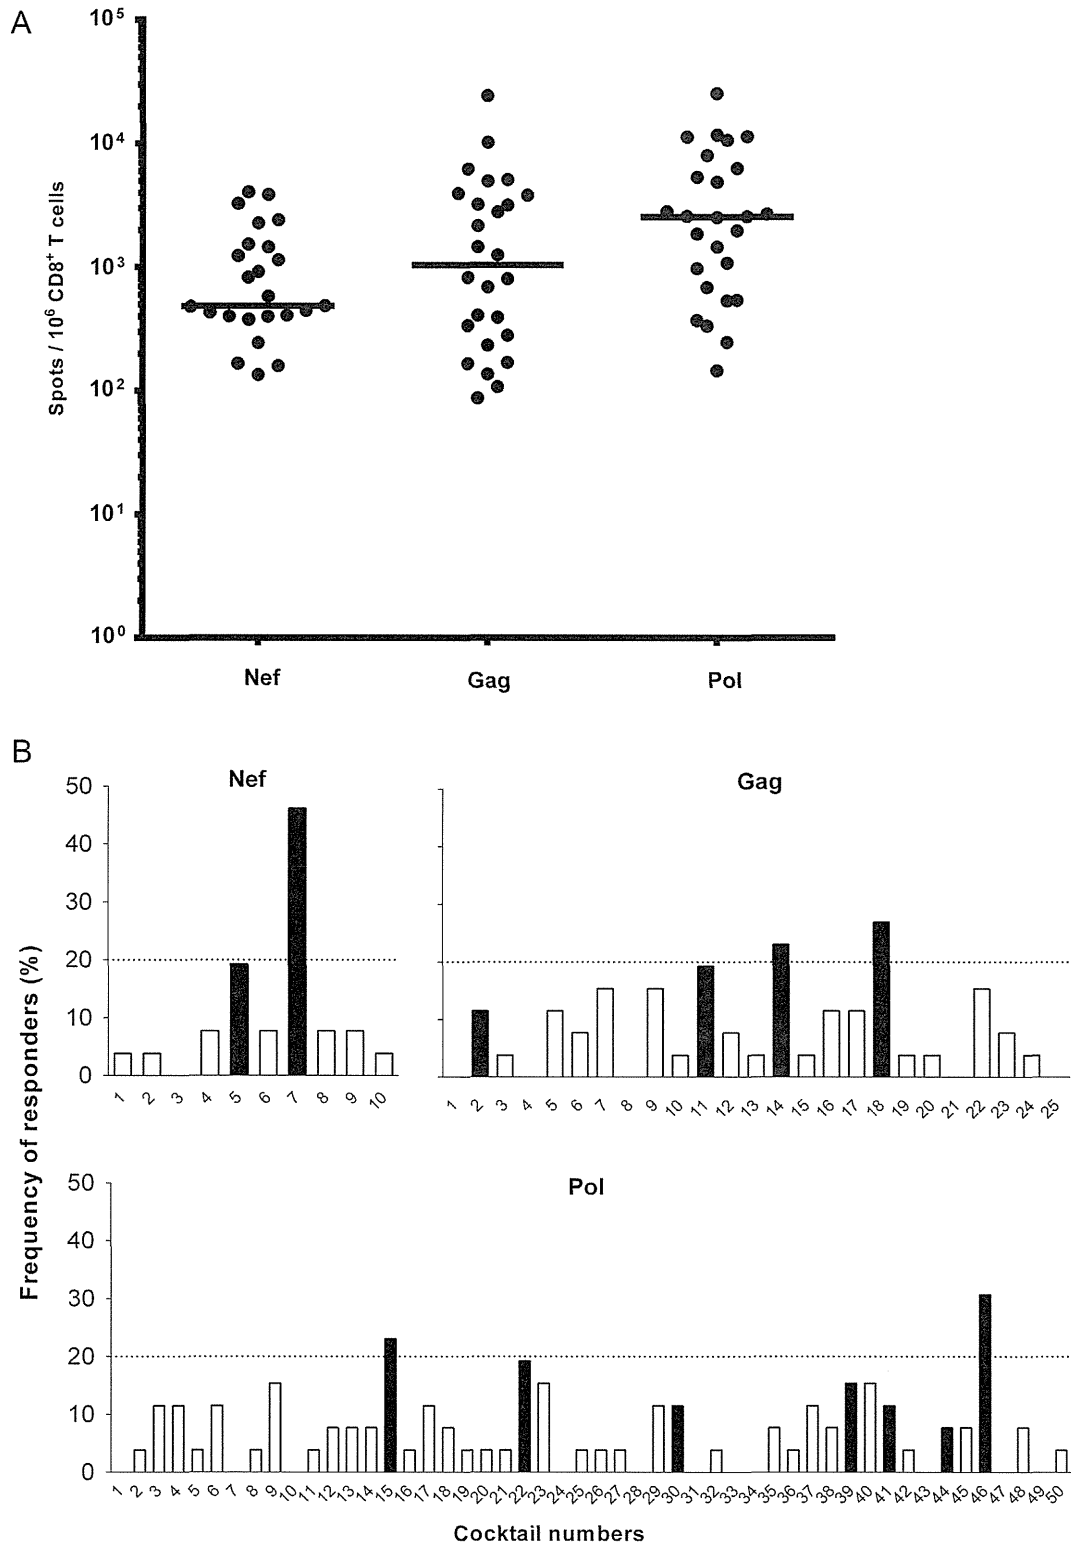 A
10⁵
10⁴
10³
10²
10¹
10⁰
Spots / 10⁶ CD8⁺ T cells
Nef Gag Pol
B
Frequency of responders (%)
Nef
50
40
30
20
10
0
1 2 3 4 5 6 7 8 9 10
Gag
1 2 3 4 5 6 7 8 9 10 11 12 13 14 15 16 17 18 19 20 21 22 23 24 25
Pol
50
40
30
20
10
0
1 2 3 4 5 6 7 8 9 10 11 12 13 14 15 16 17 18 19 20 21 22 23 24 25 26 27 28 29 30 31 32 33 34 35 36 37 38 39 40 41 42 43 44 45 46 47 48 49 50
Cocktail numbers